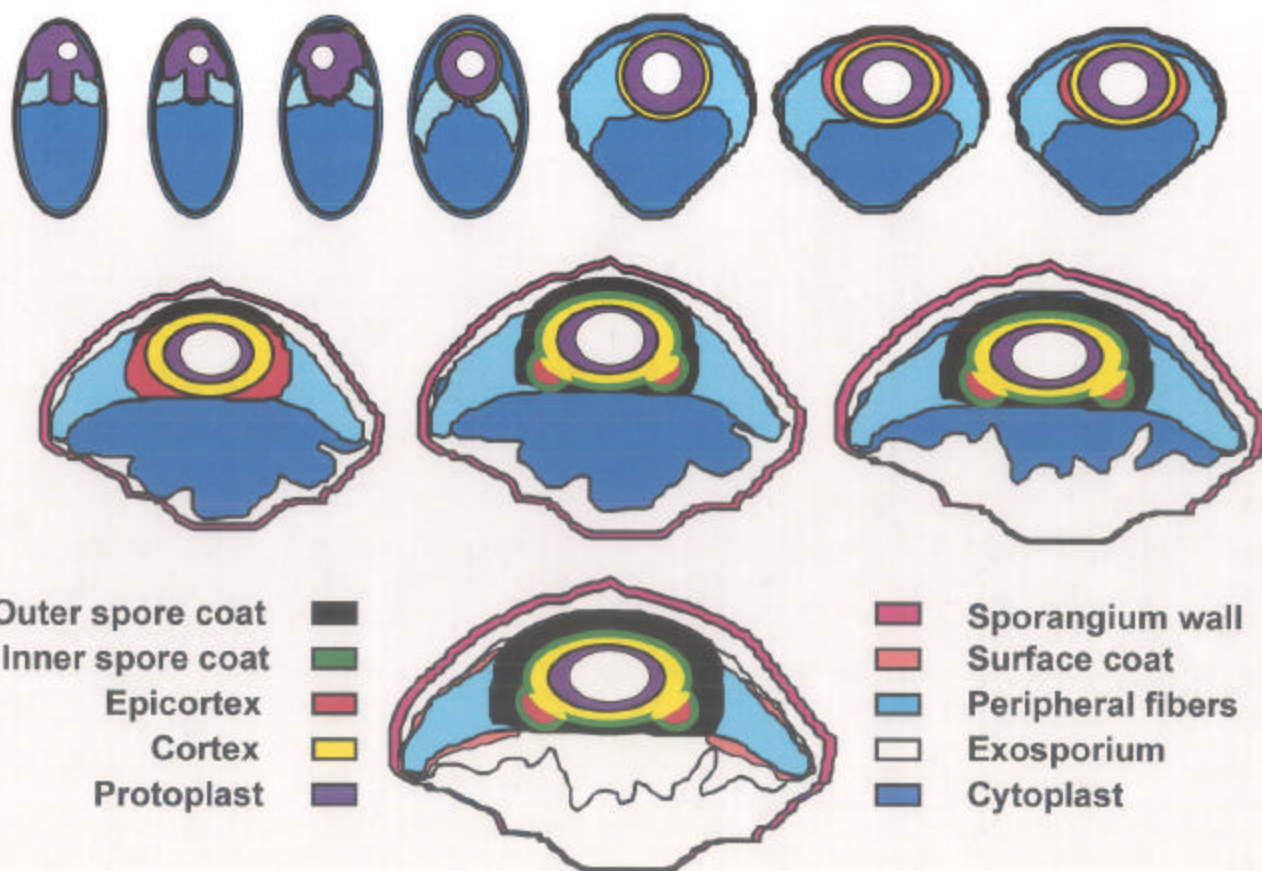 Outer spore coat
Inner spore coat
Epicortex
Cortex
Protoplast
Sporangium wall
Surface coat
Peripheral fibers
Exosporium
Cytoplast